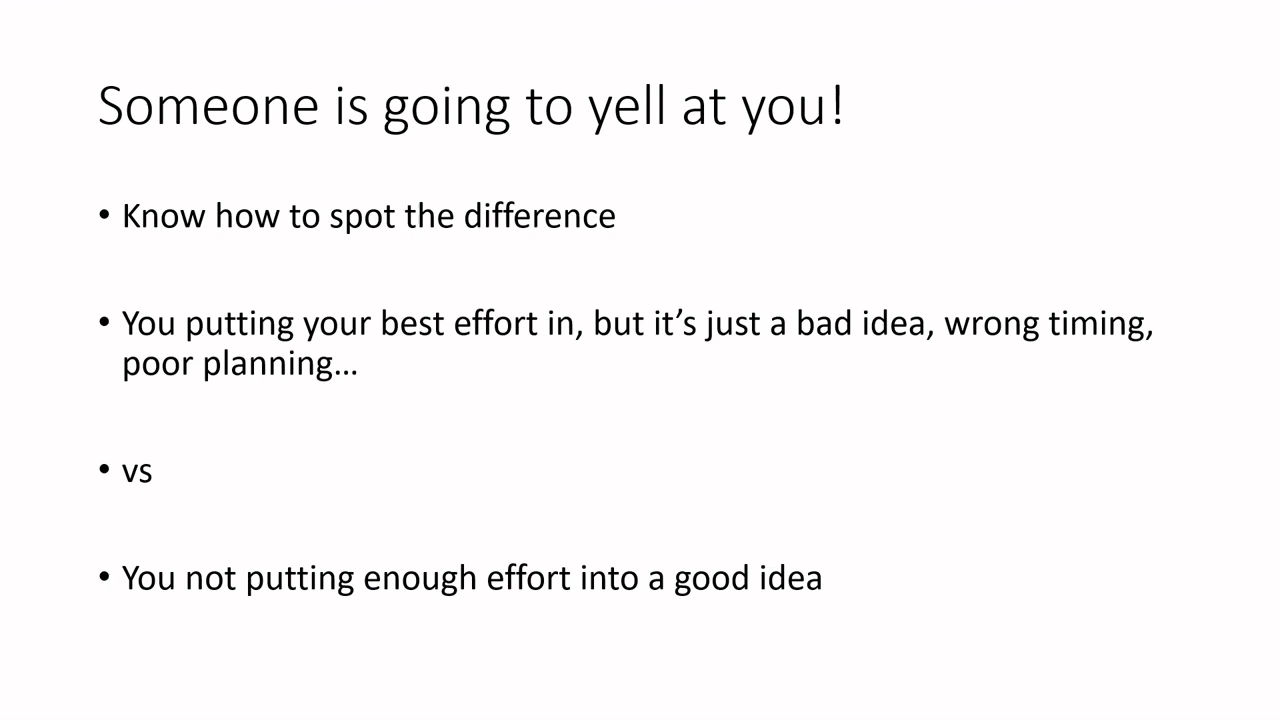 Someone is going to yell at you!
• Know how to spot the difference
• You putting your best effort in, but it’s just a bad idea, wrong timing,
poor planning…
• vs
• You not putting enough effort into a good idea